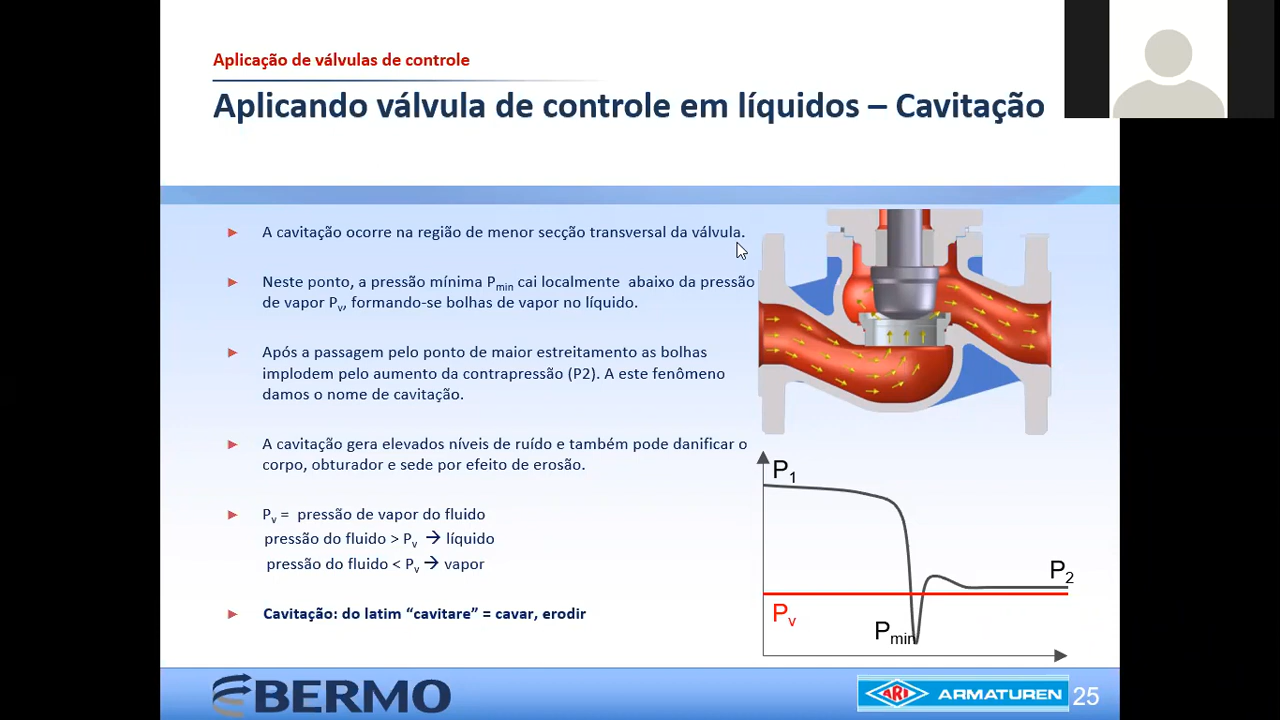 Aplicação de válvulas de controle
Aplicando válvula de controle em líquidos – Cavitação
► A cavitação ocorre na região de menor secção transversal da válvula.
► Neste ponto, a pressão mínima Pmin cai localmente abaixo da pressão
de vapor Pv, formando-se bolhas de vapor no líquido.
► Após a passagem pelo ponto de maior estreitamento as bolhas
implodem pelo aumento da contrapressão (P2). A este fenômeno
damos o nome de cavitação.
► A cavitação gera elevados níveis de ruído e também pode danificar o
corpo, obturador e sede por efeito de erosão.
► Pv = pressão de vapor do fluido
pressão do fluido > Pv → líquido
pressão do fluido < Pv → vapor
► Cavitação: do latim “cavitare” = cavar, erodir
P1
P2
Pv
Pmin
BERMO
ARI ARMATUREN
25